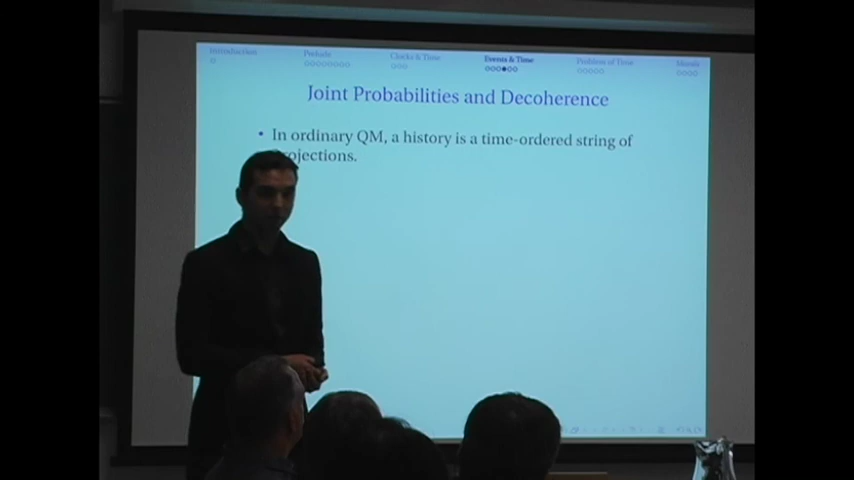 Introduction Prelude Clocks & Time Events & Time Problem of Time Morals
Joint Probabilities and Decoherence
• In ordinary QM, a history is a time-ordered string of
projections.